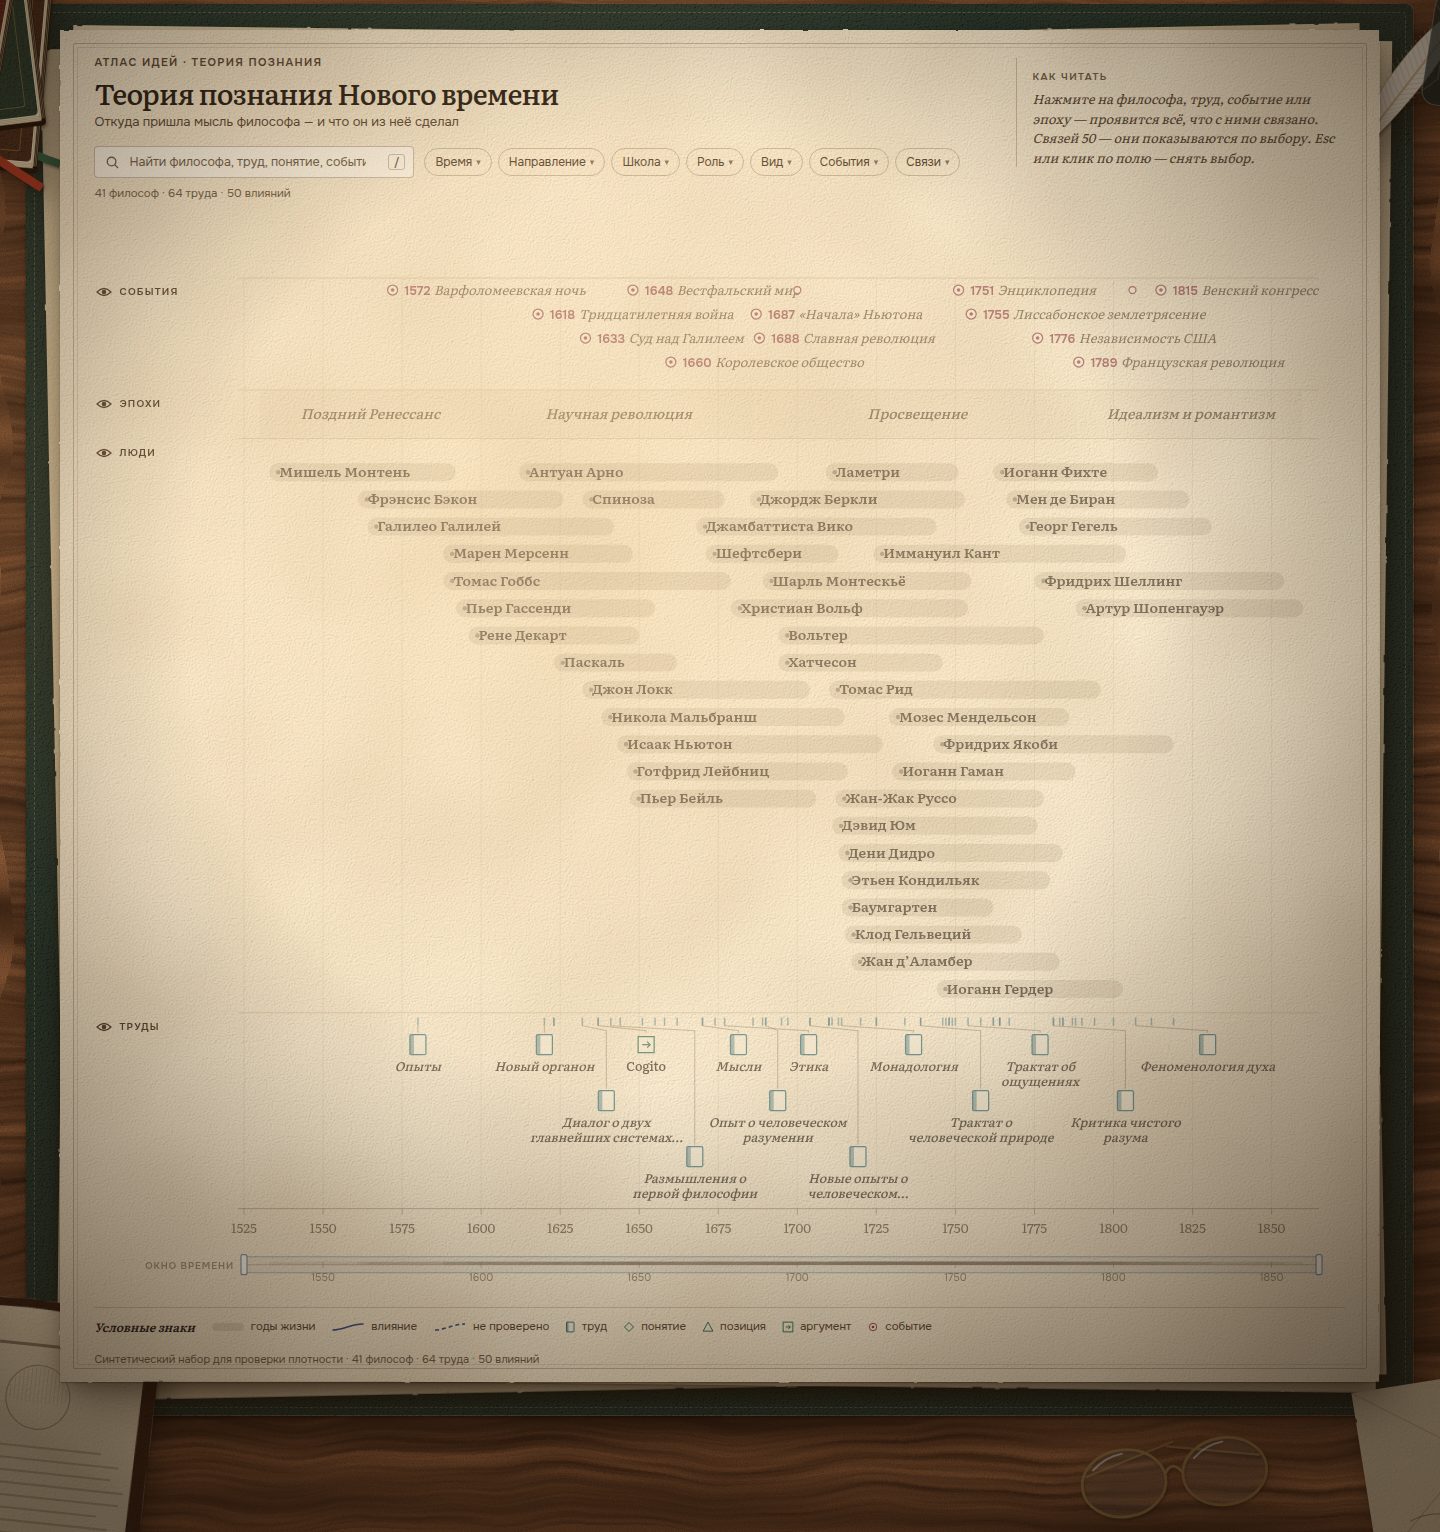 АТЛАС ИДЕЙ · ТЕОРИЯ ПОЗНАНИЯ
Теория познания Нового времени
Откуда пришла мысль философа — и что он из неё сделал
Найти философа, труд, понятие, событи
/
Время ▾
Направление ▾
Школа ▾
Роль ▾
Вид ▾
События ▾
Связи ▾
41 философ · 64 труда · 50 влияний
КАК ЧИТАТЬ
Нажмите на философа, труд, событие или
эпоху — проявится всё, что с ними связано.
Связей 50 — они показываются по выбору. Esc
или клик по полю — снять выбор.
СОБЫТИЯ
1572 Варфоломеевская ночь
1648 Вестфальский мир
1751 Энциклопедия
1815 Венский конгресс
1618 Тридцатилетняя война
1687 «Начала» Ньютона
1755 Лиссабонское землетрясение
1633 Суд над Галилеем
1688 Славная революция
1776 Независимость США
1660 Королевское общество
1789 Французская революция
ЭПОХИ
Поздний Ренессанс
Научная революция
Просвещение
Идеализм и романтизм
ЛЮДИ
Мишель Монтень
Антуан Арно
Ламетри
Иоганн Фихте
Фрэнсис Бэкон
Спиноза
Джордж Беркли
Мен де Биран
Галилео Галилей
Джамбаттиста Вико
Георг Гегель
Марен Мерсенн
Шефтсбери
Иммануил Кант
Томас Гоббс
Шарль Монтескьё
Фридрих Шеллинг
Пьер Гассенди
Христиан Вольф
Артур Шопенгауэр
Рене Декарт
Вольтер
Паскаль
Хатчесон
Джон Локк
Томас Рид
Никола Мальбранш
Мозес Мендельсон
Исаак Ньютон
Фридрих Якоби
Готфрид Лейбниц
Иоганн Гаман
Пьер Бейль
Жан-Жак Руссо
Дэвид Юм
Дени Дидро
Этьен Кондильяк
Баумгартен
Клод Гельвеций
Жан д’Аламбер
Иоганн Гердер
ТРУДЫ
Опыты
Новый органон
Cogito
Мысли
Этика
Монадология
Трактат об
ощущениях
Феноменология духа
Диалог о двух
главнейших системах…
Опыт о человеческом
разумении
Трактат о
человеческой природе
Критика чистого
разума
Размышления о
первой философии
Новые опыты о
человеческом…
1525 1550 1575 1600 1625 1650 1675 1700 1725 1750 1775 1800 1825 1850
ОКНО ВРЕМЕНИ
1550 1600 1650 1700 1750 1800 1850
Условные знаки
годы жизни
влияние
не проверено
труд
понятие
позиция
аргумент
событие
Синтетический набор для проверки плотности · 41 философ · 64 труда · 50 влияний